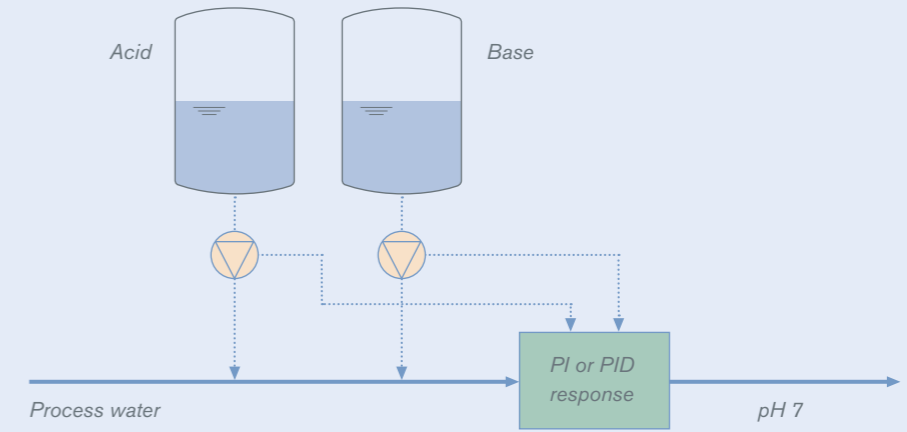 Acid
Base
PI or PID
response
Process water
pH 7